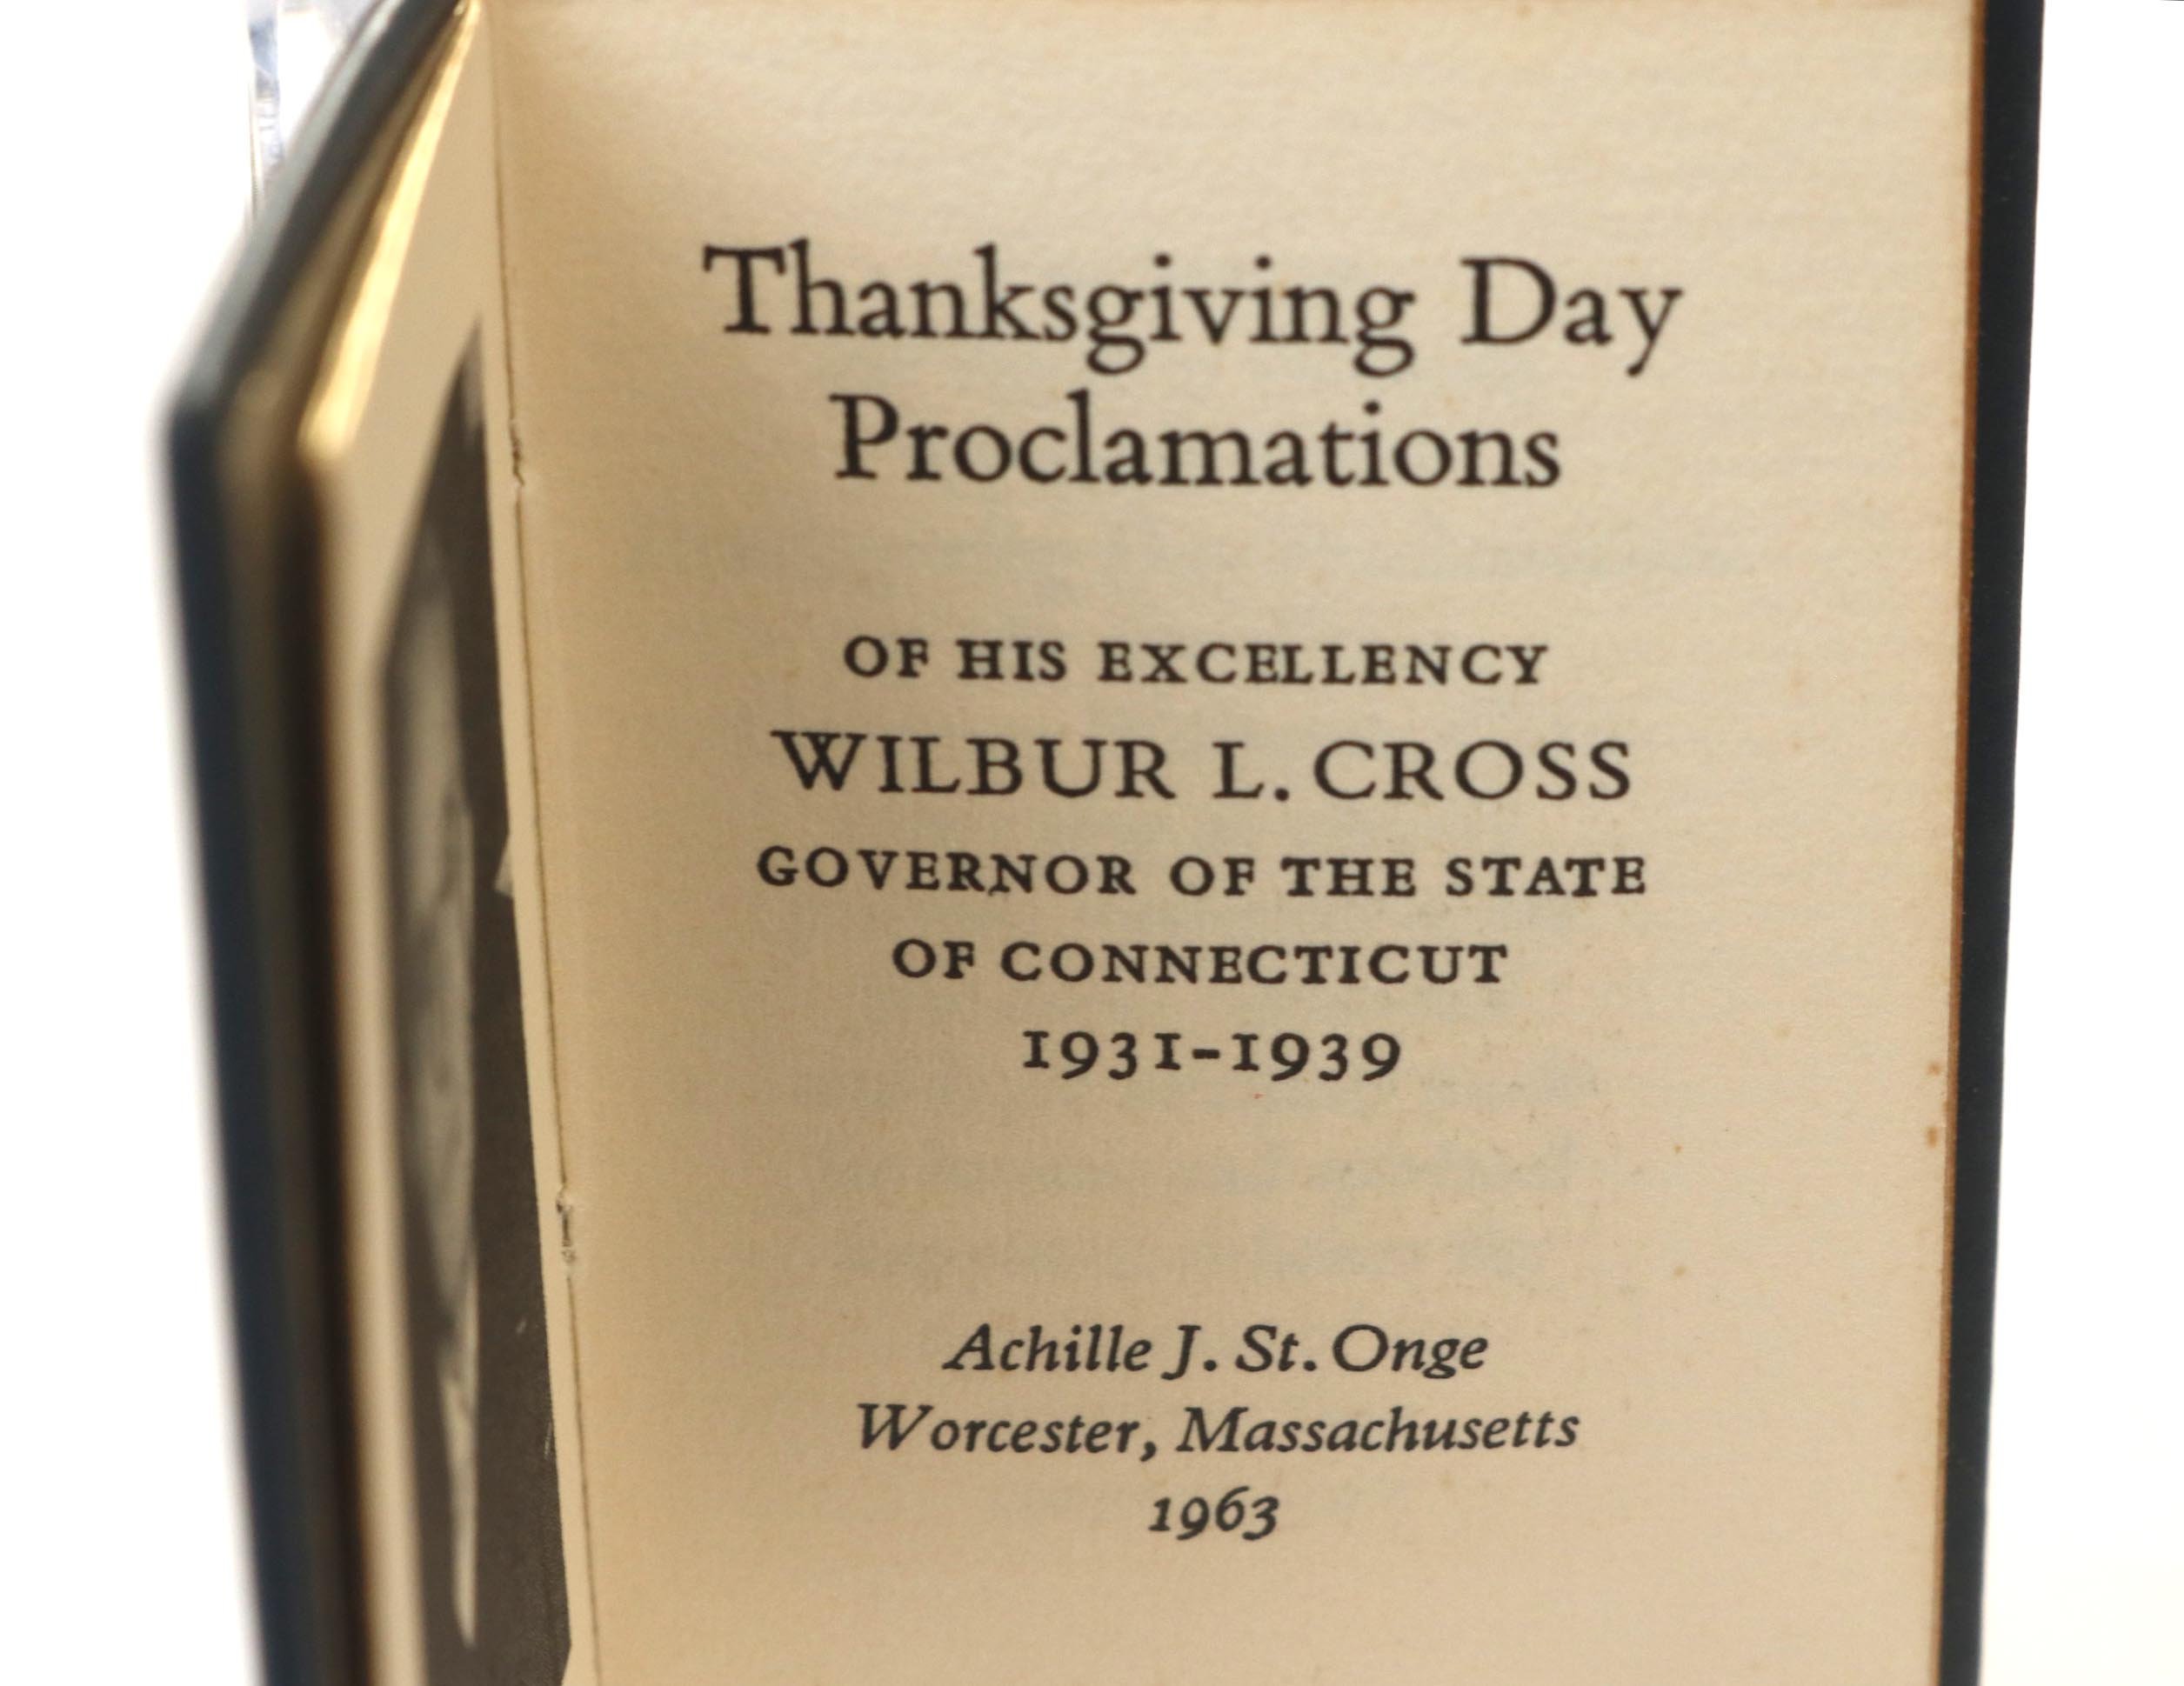 Thanksgiving Day
Proclamations
OF HIS EXCELLENCY
WILBUR L. CROSS
GOVERNOR OF THE STATE
OF CONNECTICUT
1931-1939
Achille J. St. Onge
Worcester, Massachusetts
1963